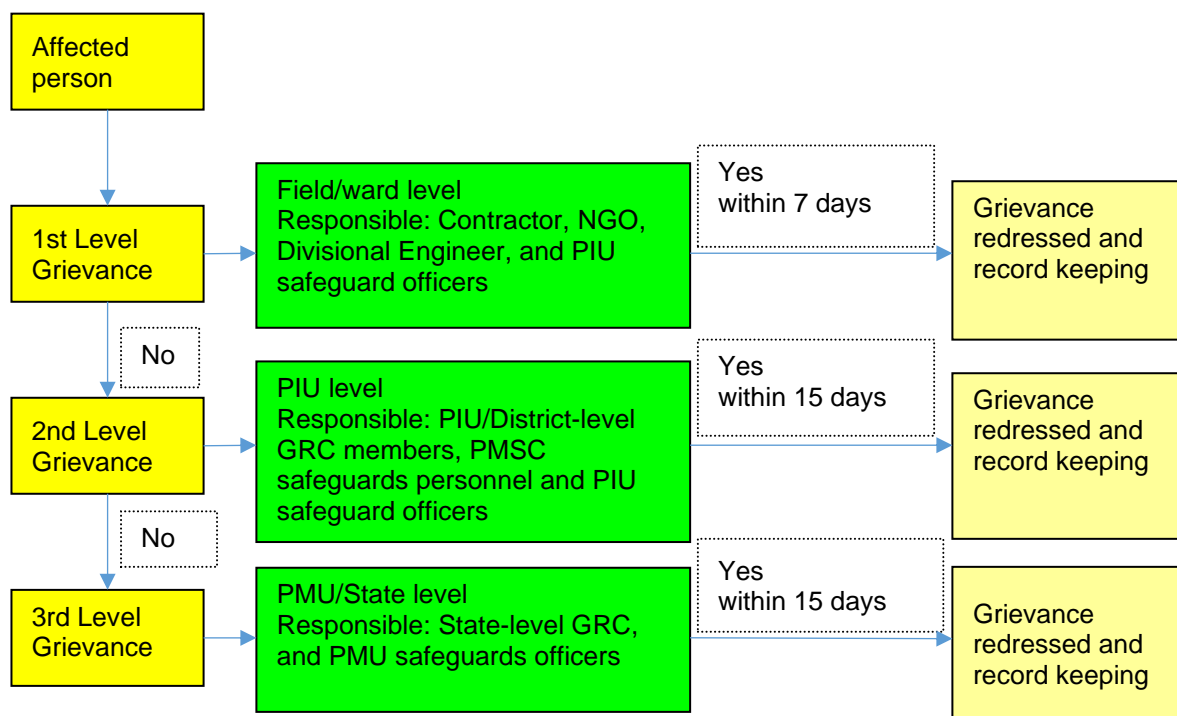 Affected
person
1st Level
Grievance
Field/ward level
Responsible: Contractor, NGO,
Divisional Engineer, and PIU
safeguard officers
Yes
within 7 days
Grievance
redressed and
record keeping
No
2nd Level
Grievance
PIU level
Responsible: PIU/District-level
GRC members, PMSC
safeguards personnel and PIU
safeguard officers
Yes
within 15 days
Grievance
redressed and
record keeping
No
3rd Level
Grievance
PMU/State level
Responsible: State-level GRC,
and PMU safeguards officers
Yes
within 15 days
Grievance
redressed and
record keeping